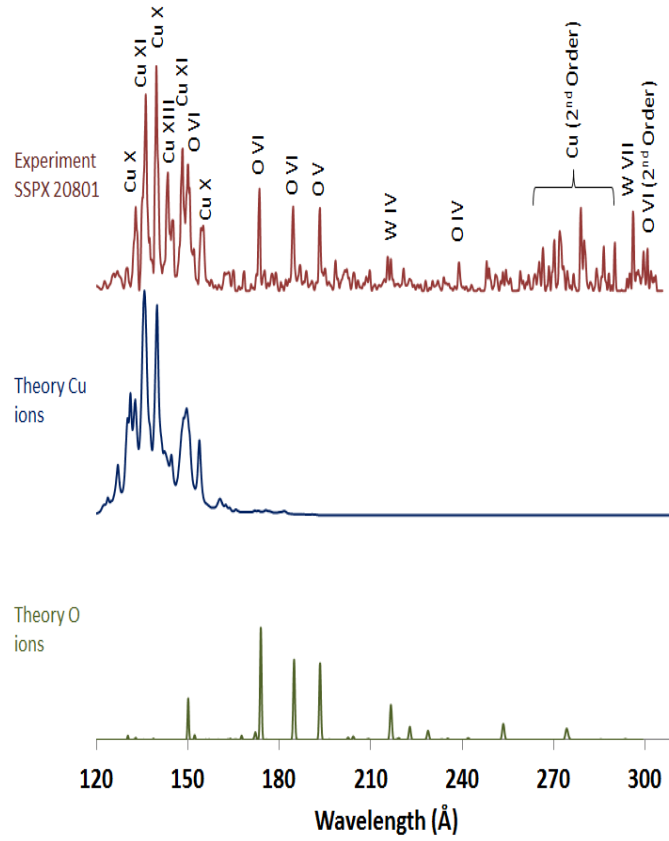 Cu X
Cu XI
Cu X
Cu XIII
Cu XI
O VI
Cu X
O VI
O VI
O V
W IV
O IV
Cu (2nd Order)
W VII
O VI (2nd Order)
Experiment
SSPX 20801
Theory Cu
ions
Theory O
ions
120 150 180 210 240 270 300
Wavelength (Å)